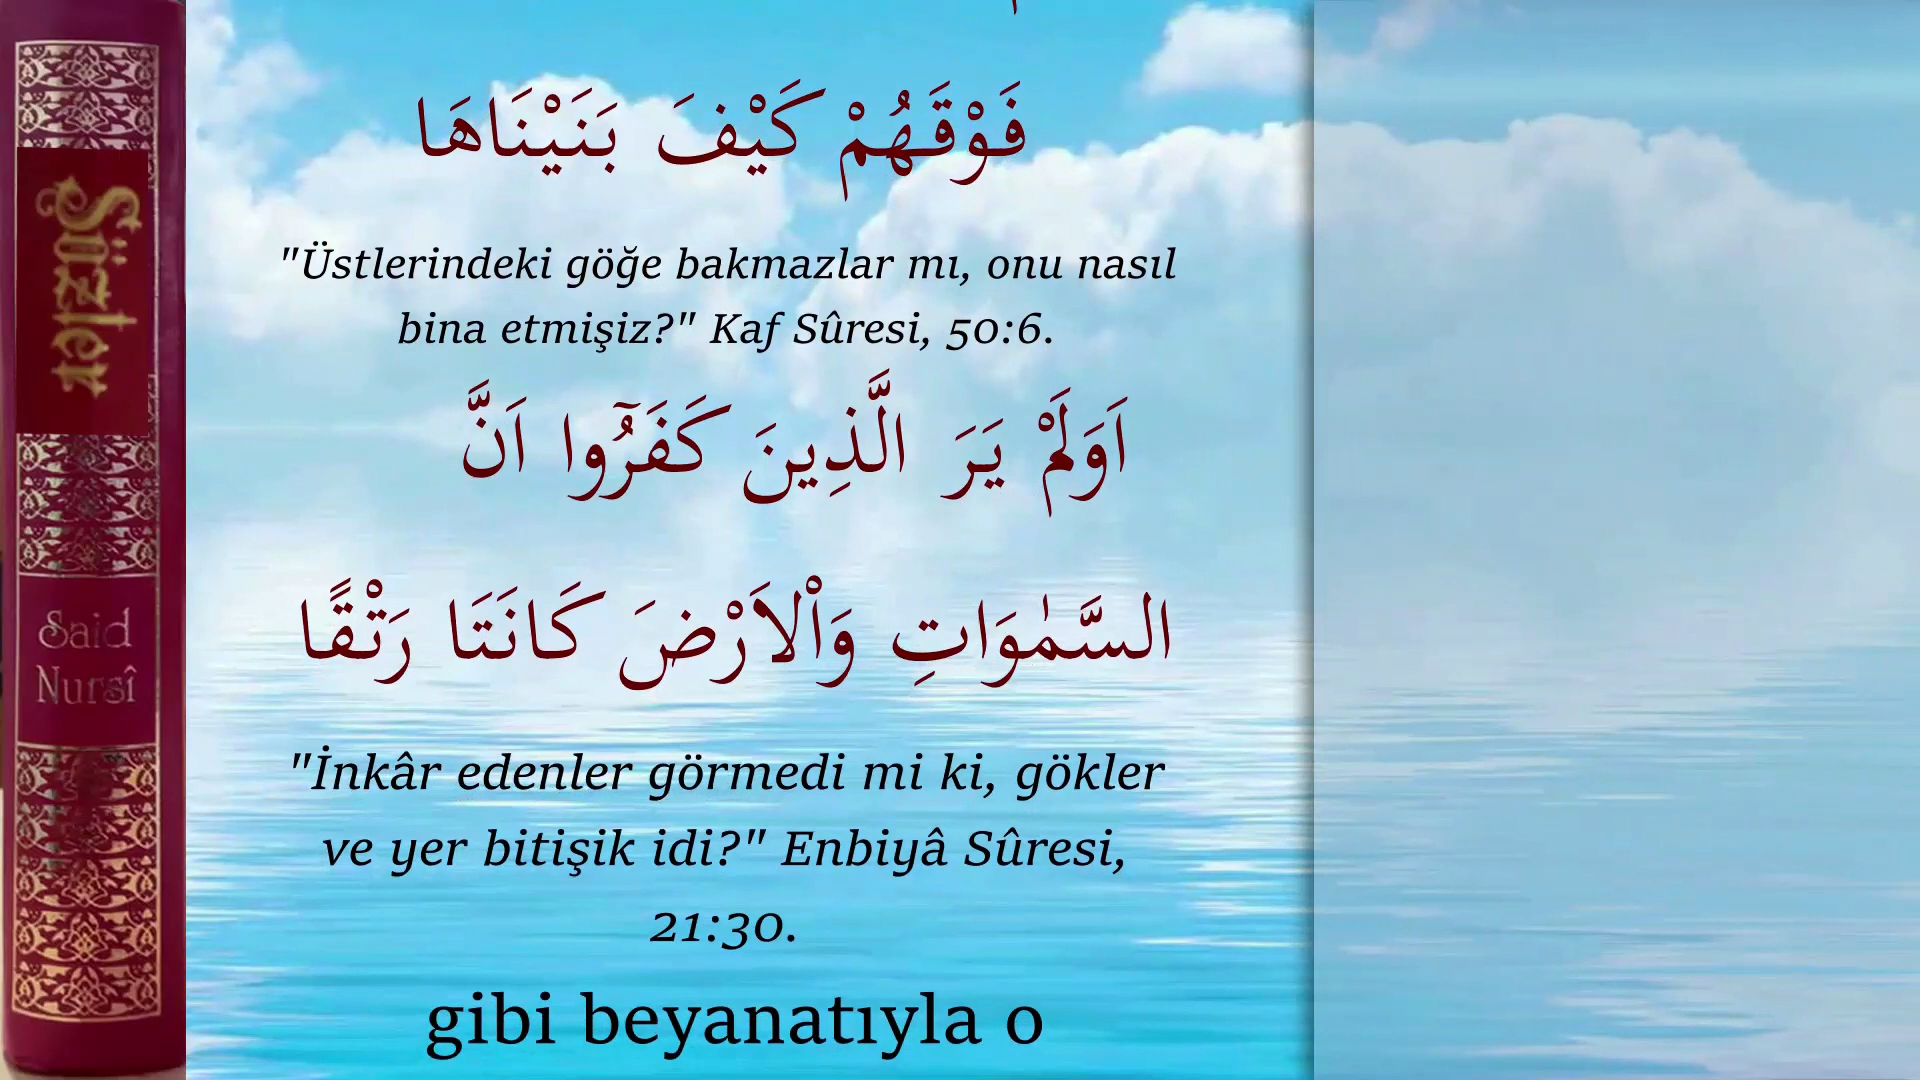 Sözler
Said
Nursî
فَوْقَهُمْ كَيْفَ بَنَيْنَاهَا
"Üstlerindeki göğe bakmazlar mı, onu nasıl
bina etmişiz?" Kaf Sûresi, 50:6.
اَوَلَمْ يَرَ الَّذِينَ كَفَرُٓوا اَنَّ
السَّمٰوَاتِ وَاْلاَرْضَ كَانَتَا رَتْقًا
"İnkâr edenler görmedi mi ki, gökler
ve yer bitişik idi?" Enbiyâ Sûresi,
21:30.
gibi beyanatıyla o